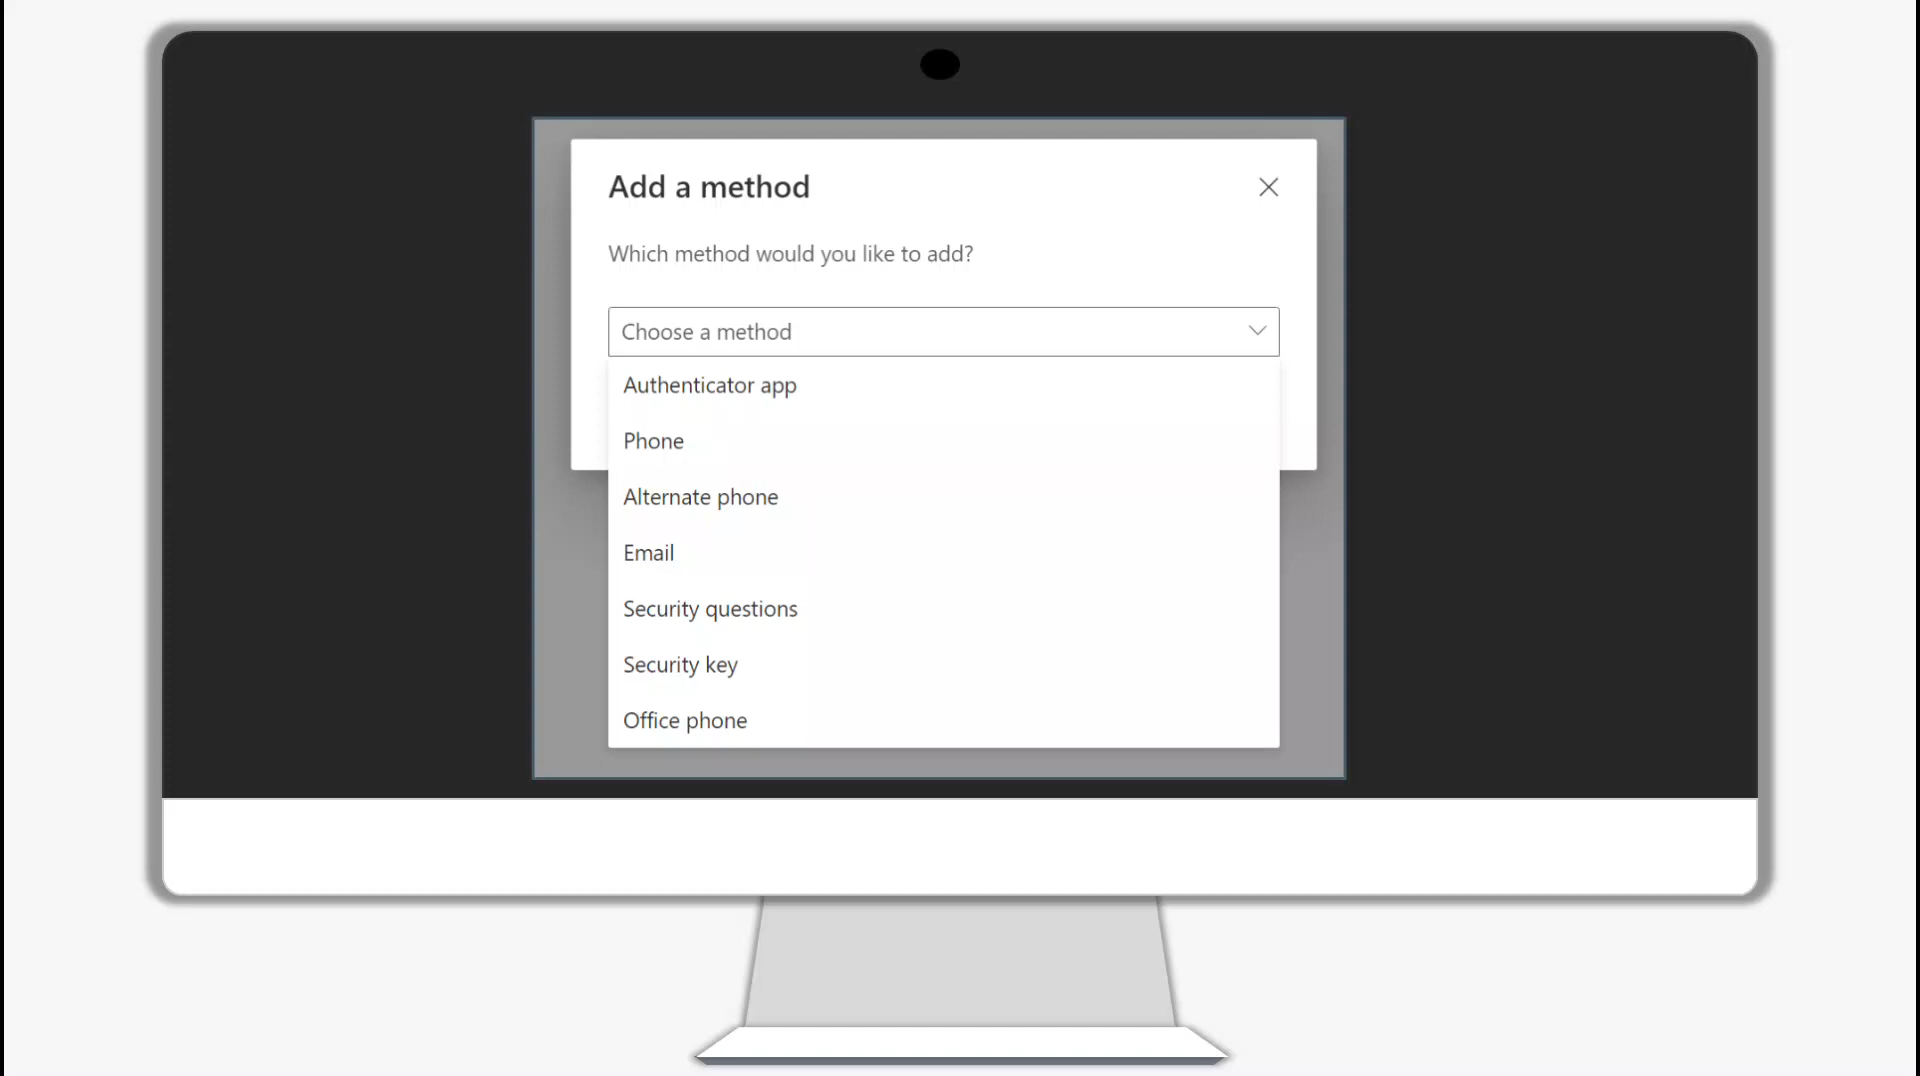 Add a method
Which method would you like to add?
Choose a method
Authenticator app
Phone
Alternate phone
Email
Security questions
Security key
Office phone